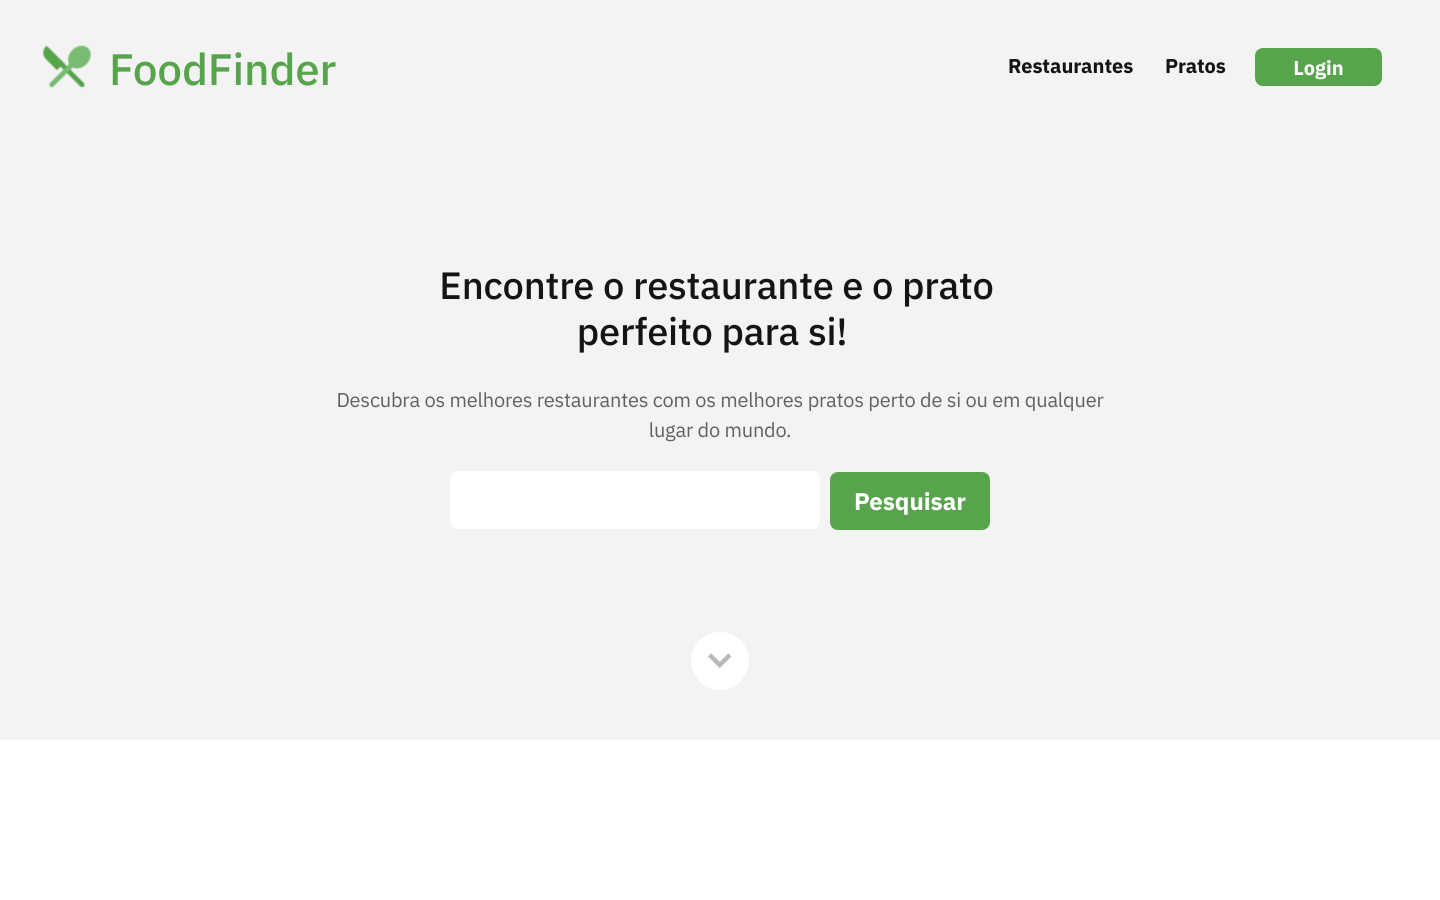 FoodFinder
Restaurantes
Pratos
Login
Encontre o restaurante e o prato
perfeito para si!
Descubra os melhores restaurantes com os melhores pratos perto de si ou em qualquer
lugar do mundo.
Pesquisar